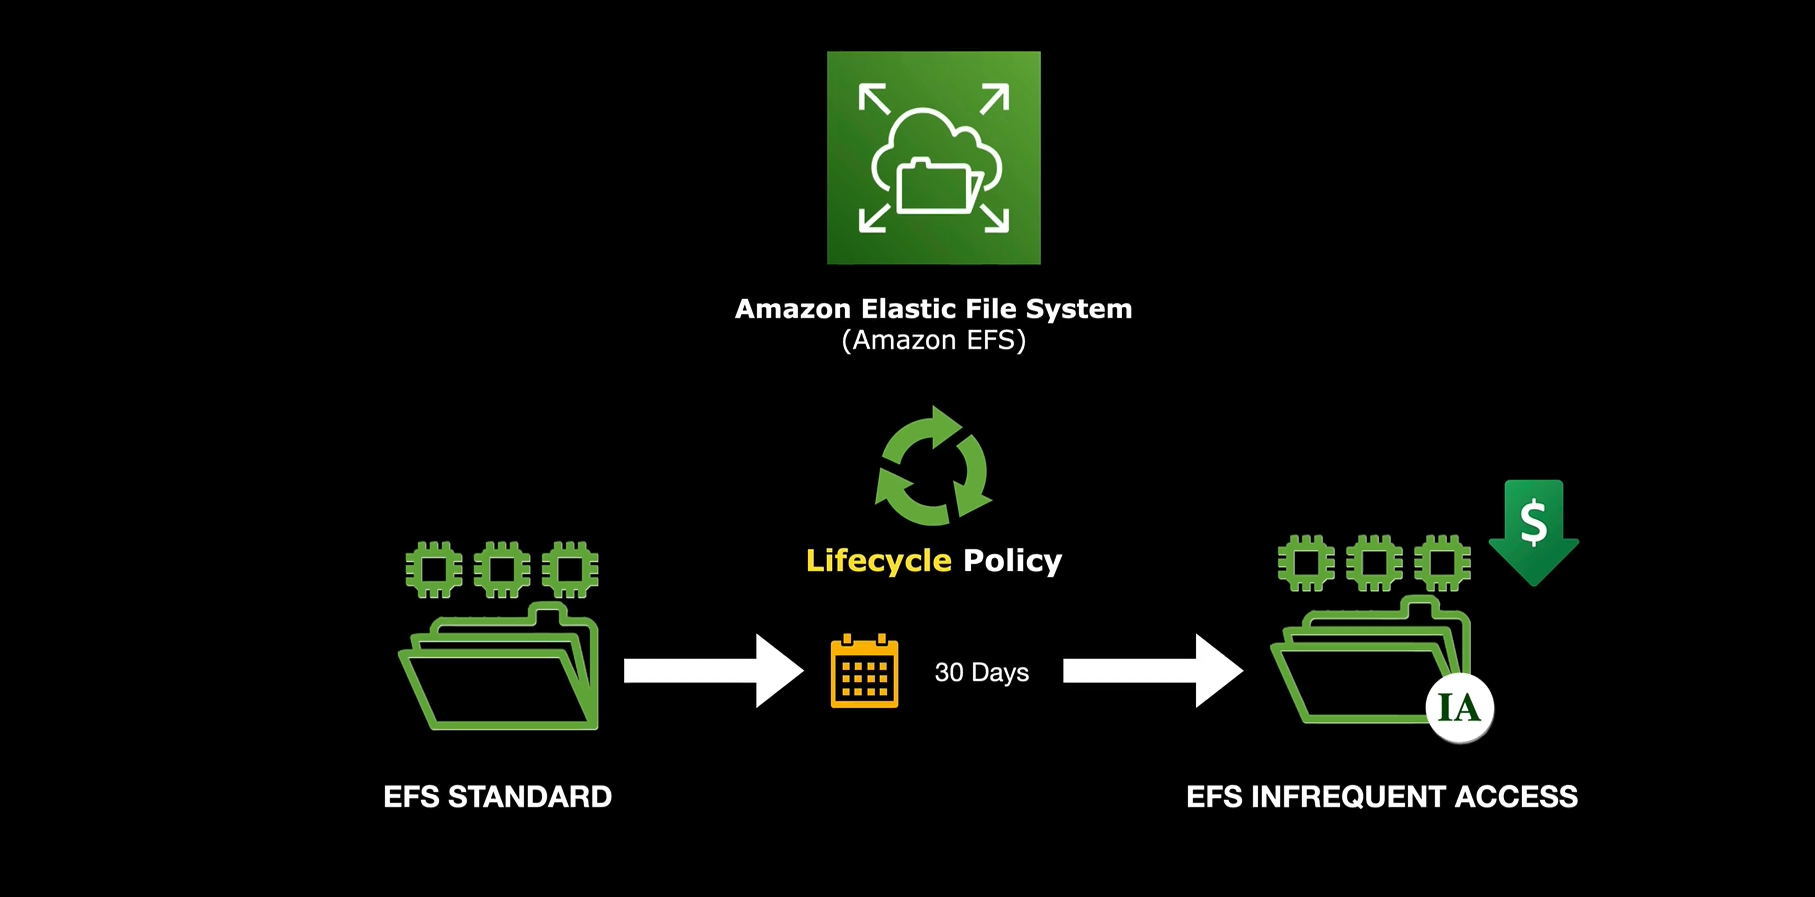 Amazon Elastic File System
(Amazon EFS)
Lifecycle Policy
$
30 Days
IA
EFS STANDARD
EFS INFREQUENT ACCESS